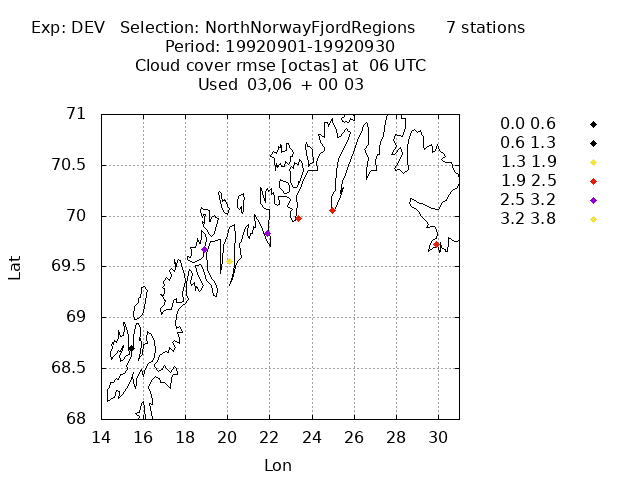 Exp: DEV   Selection: NorthNorwayFjordRegions      7 stations
Period: 19920901-19920930
Cloud cover rmse [octas] at  06 UTC
Used  03,06  + 00 03
71
70.5
70
69.5
69
68.5
68
Lat
14 16 18 20 22 24 26 28 30
Lon
0.0 0.6
0.6 1.3
1.3 1.9
1.9 2.5
2.5 3.2
3.2 3.8